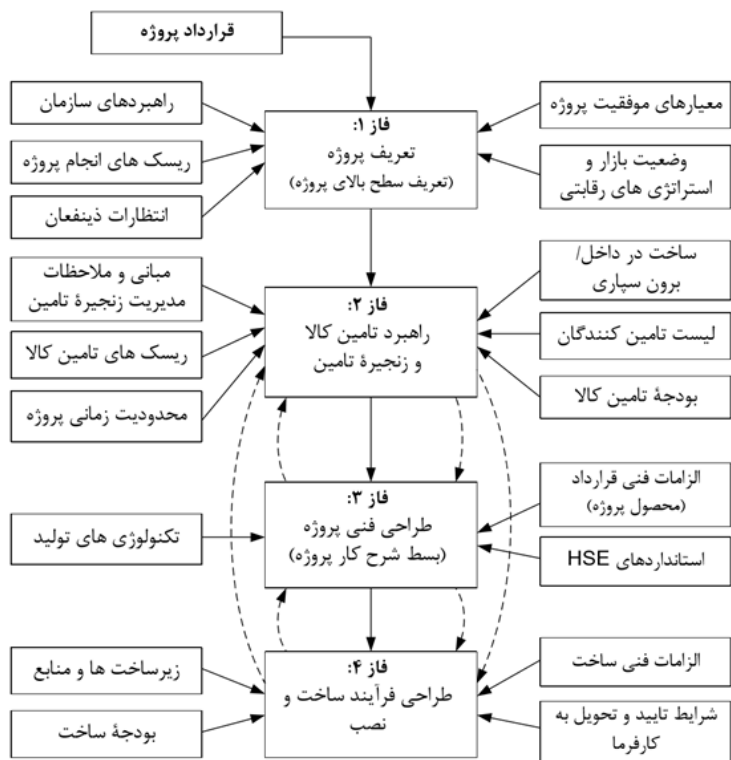 قرارداد پروژه
راهبردهای سازمان
ریسک های انجام پروژه
انتظارات ذینفعان
فاز ۱:
تعریف پروژه
(تعریف سطح بالای پروژه)
معیارهای موفقیت پروژه
وضعیت بازار و
استراتژی های رقابتی
مبانی و ملاحظات
مدیریت زنجیرۀ تامین
ریسک های تامین کالا
محدودیت زمانی پروژه
فاز ۲:
راهبرد تامین کالا
و زنجیرۀ تامین
ساخت در داخل/
برون سپاری
لیست تامین کنندگان
بودجۀ تامین کالا
تکنولوژی های تولید
فاز ۳:
طراحی فنی پروژه
(بسط شرح کار پروژه)
الزامات فنی قرارداد
(محصول پروژه)
استانداردهای HSE
زیرساخت ها و منابع
بودجۀ ساخت
فاز ۴:
طراحی فرآیند ساخت و
نصب
الزامات فنی ساخت
شرایط تایید و تحویل به
کارفرما